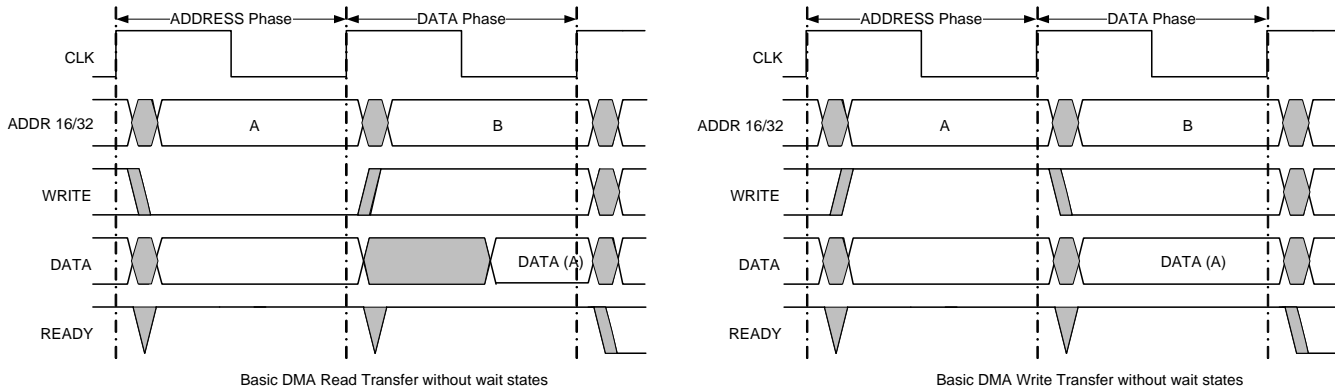 ADDRESS Phase DATA Phase
CLK
ADDR 16/32 A B
WRITE
DATA DATA (A)
READY
Basic DMA Read Transfer without wait states
ADDRESS Phase DATA Phase
CLK
ADDR 16/32 A B
WRITE
DATA DATA (A)
READY
Basic DMA Write Transfer without wait states